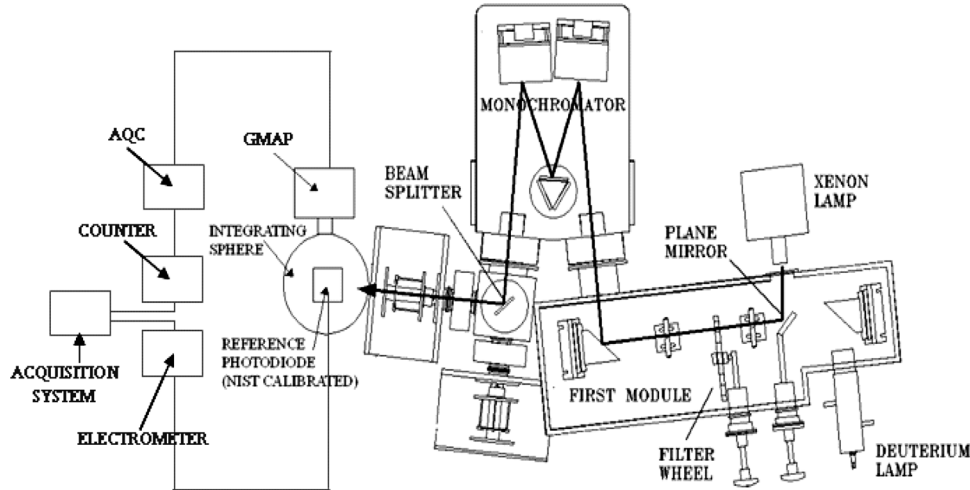 MONOCHROMATOR
AQC
GMAP
BEAM
SPLITTER
XENON
LAMP
COUNTER
INTEGRATING
SPHERE
PLANE
MIRROR
REFERENCE
PHOTODIODE
(NIST CALIBRATED)
ACQUISITION
SYSTEM
FIRST MODULE
ELECTROMETER
FILTER
WHEEL
DEUTERIUM
LAMP